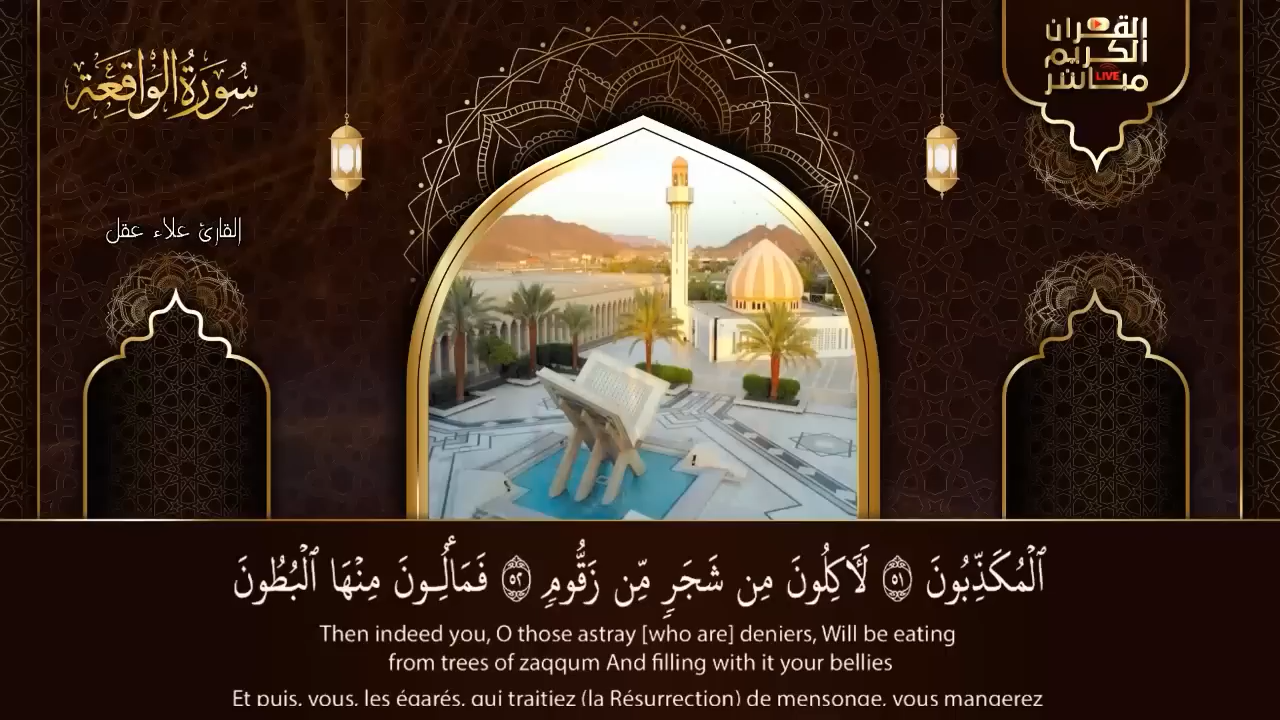 سُورَةُ الْوَاقِعَةِ
القرآن
الكريم
مباشر
LIVE
القارئ علاء عقل
ٱلْمُكَذِّبُونَ ٥١ لَـَٔاكِلُونَ مِن شَجَرٍ مِّن زَقُّومٍ ٥٢ فَمَالِـُٔونَ مِنْهَا ٱلْبُطُونَ
Then indeed you, O those astray [who are] deniers, Will be eating
from trees of zaqqum And filling with it your bellies
Et puis, vous, les égarés, qui traitiez (la Résurrection) de mensonge, vous mangerez